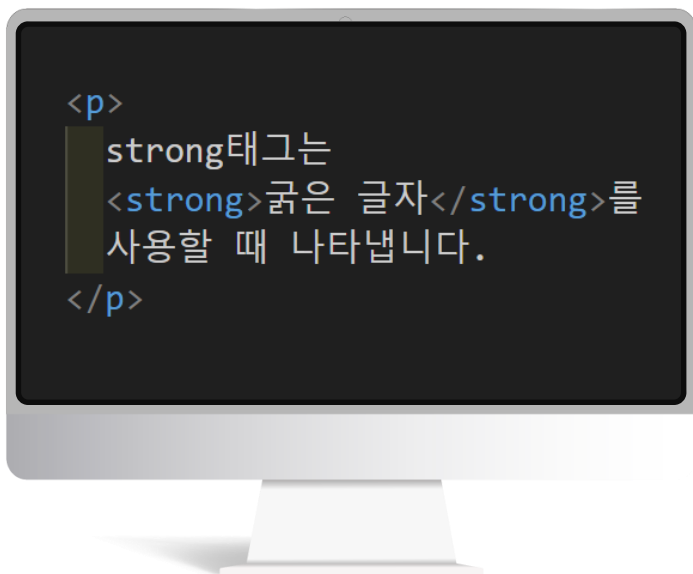 <p>
strong태그는
<strong>굵은 글자</strong>를
사용할 때 나타냅니다.
</p>